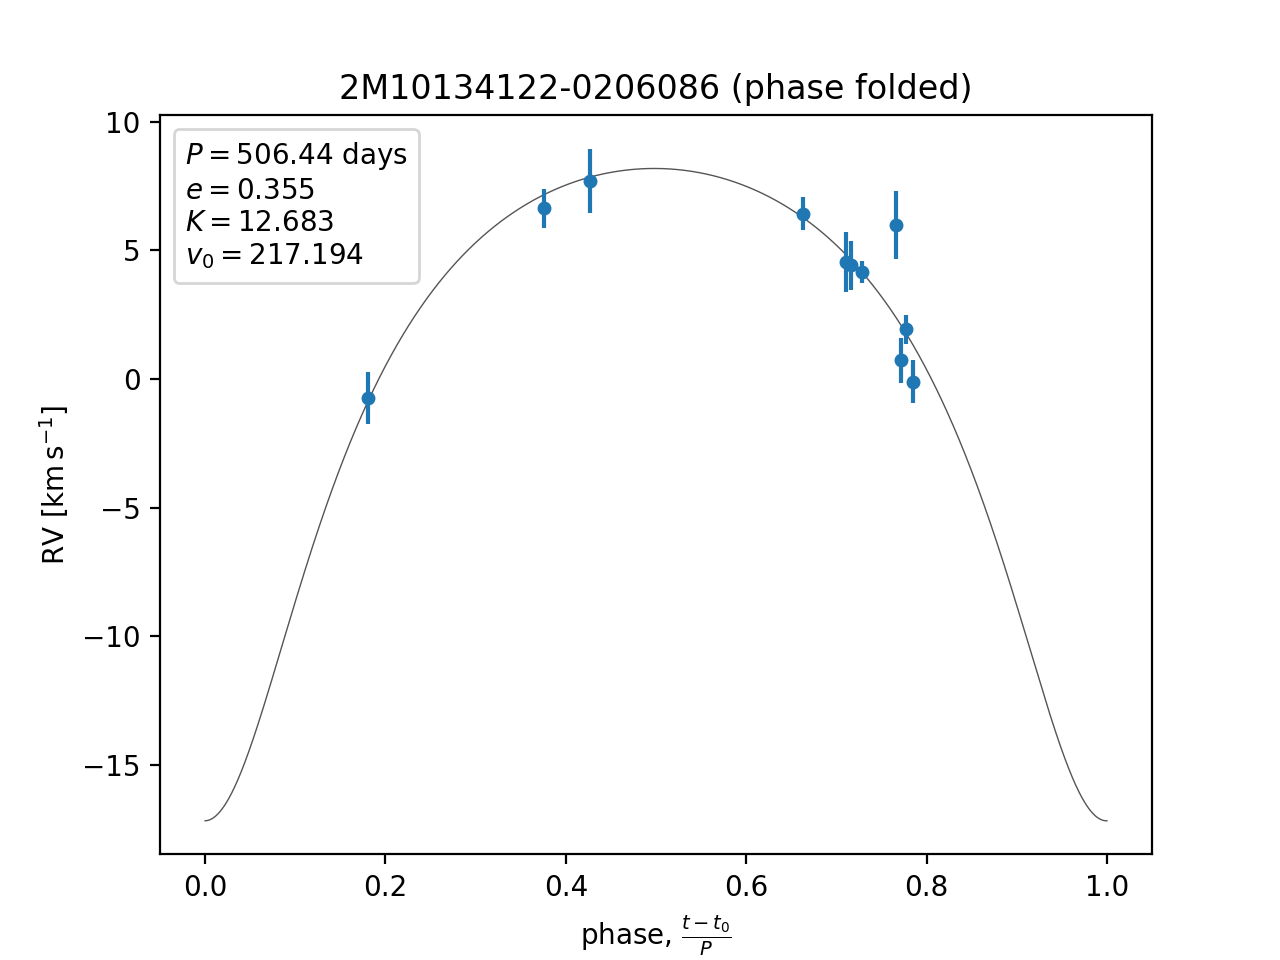 2M10134122-0206086 (phase folded)
P = 506.44 days
e = 0.355
K = 12.683
v₀ = 217.194
10
5
0
−5
−10
−15
RV [km s⁻¹]
0.0 0.2 0.4 0.6 0.8 1.0
phase, (t − t₀)/P